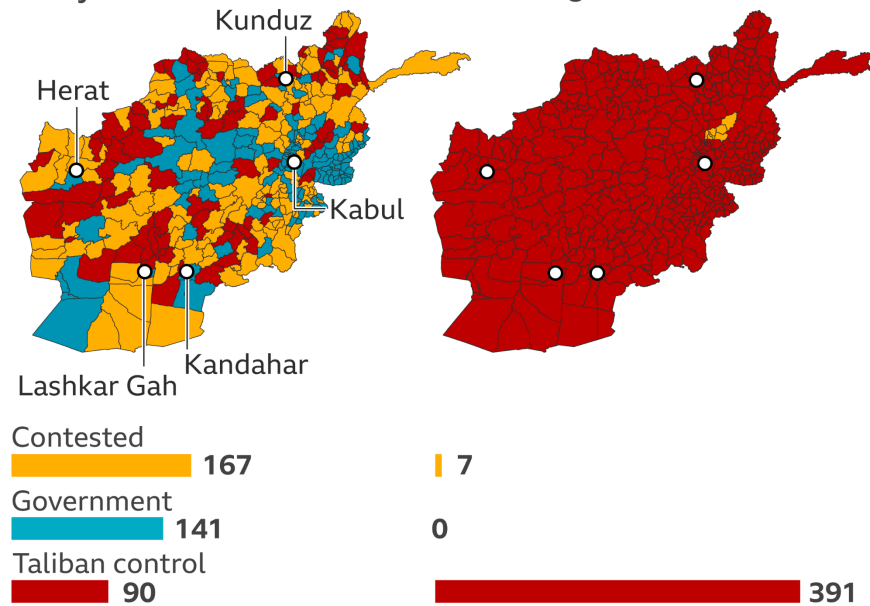 Kunduz
Herat
Kabul
Kandahar
Lashkar Gah
Contested
167
7
Government
141
0
Taliban control
90
391